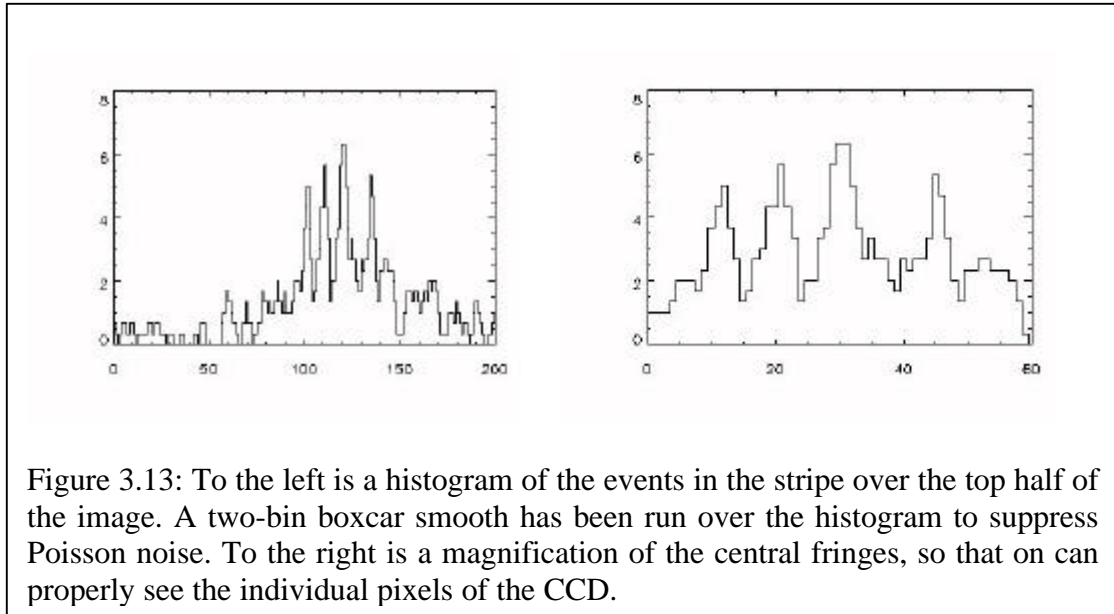 8
6
4
2
0
0 50 100 150 200
8
6
4
2
0
0 20 40 60
Figure 3.13: To the left is a histogram of the events in the stripe over the top half of
the image. A two-bin boxcar smooth has been run over the histogram to suppress
Poisson noise. To the right is a magnification of the central fringes, so that on can
properly see the individual pixels of the CCD.